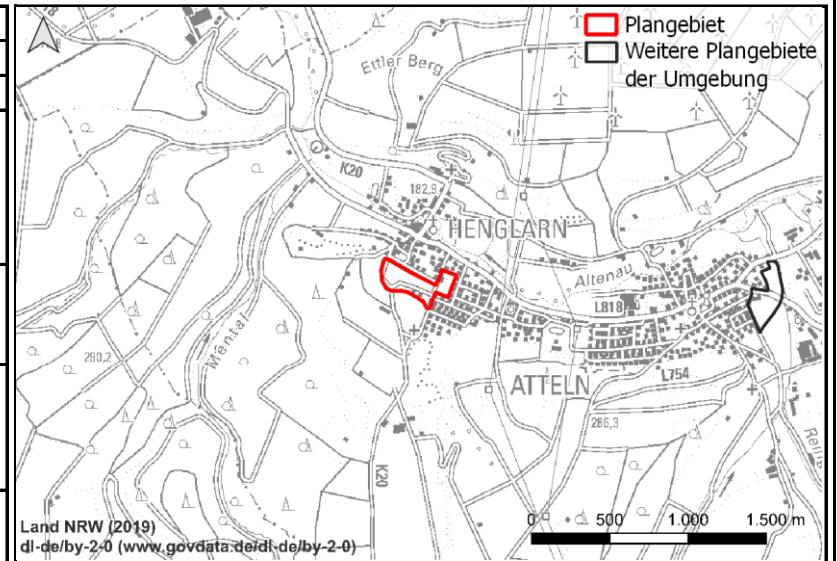 Plangebiet
Weitere Plangebiete
der Umgebung
Ettler Berg
K20
182,9
HENGLARN
Altenau
L818
Mental
290,2
ATTELN
L754
286,3
K20
0 500 1.000 1.500 m
Land NRW (2019)
dl-de/by-2-0 (www.govdata.de/dl-de/by-2-0)